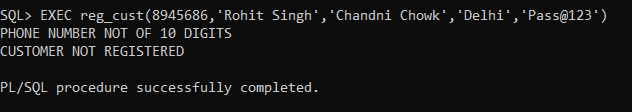 SQL> EXEC reg_cust(8945686,'Rohit Singh','Chandni Chowk','Delhi','Pass@123')
PHONE NUMBER NOT OF 10 DIGITS
CUSTOMER NOT REGISTERED
PL/SQL procedure successfully completed.